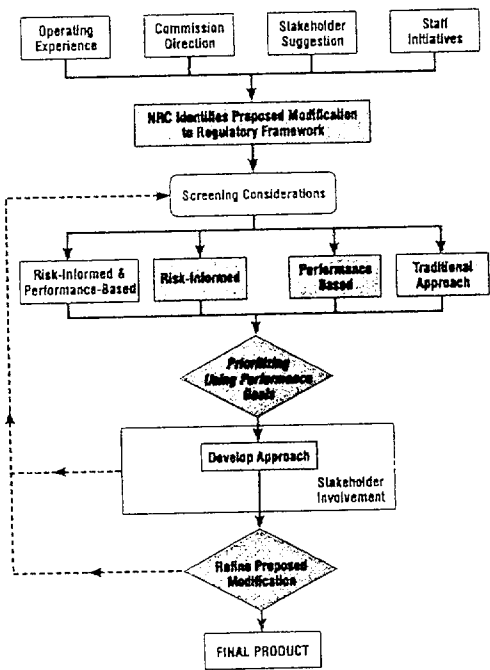 Operating
Experience
Commission
Direction
Stakeholder
Suggestion
Staff
Initiatives
NRC Identifies Proposed Modification
to Regulatory Framework
Screening Considerations
Risk-Informed &
Performance-Based
Risk-Informed
Performance
Based
Traditional
Approach
Prioritizing
Using Performance
Goals
Develop Approach
Stakeholder
Involvement
Refine Proposed
Modification
FINAL PRODUCT